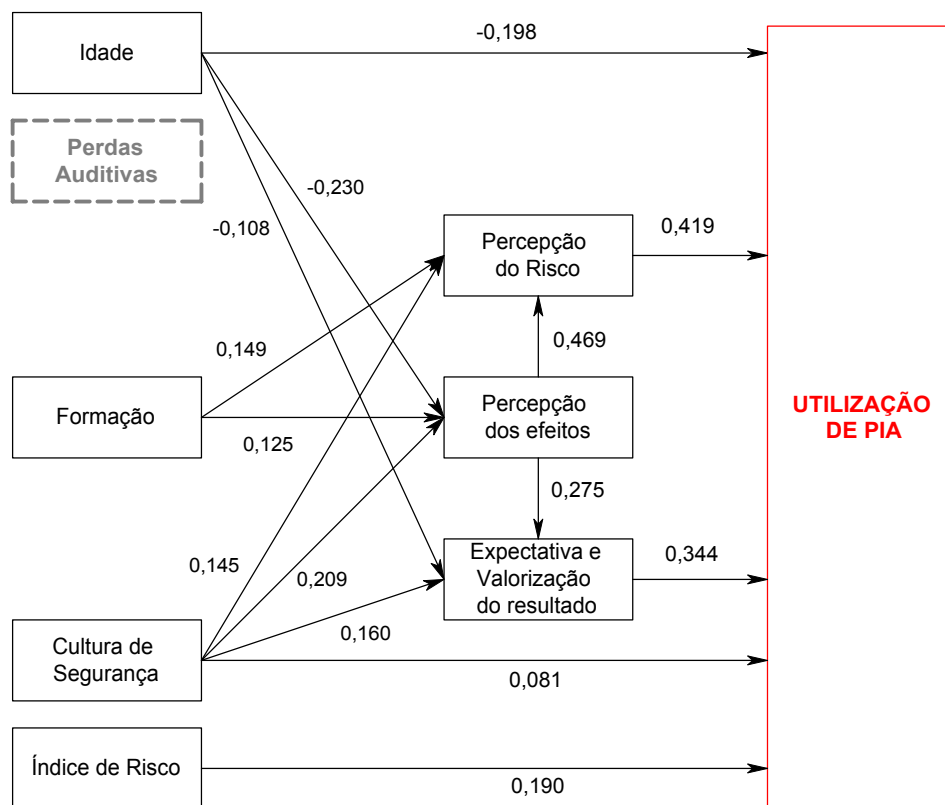 -0,198
Idade
Perdas
Auditivas
-0,230
-0,108
Percepção
do Risco
0,419
0,149
0,469
Formação
Percepção
dos efeitos
UTILIZAÇÃO
DE PIA
0,125
0,275
Expectativa e
Valorização
do resultado
0,344
0,145
0,209
0,160
Cultura de
Segurança
0,081
Índice de Risco
0,190